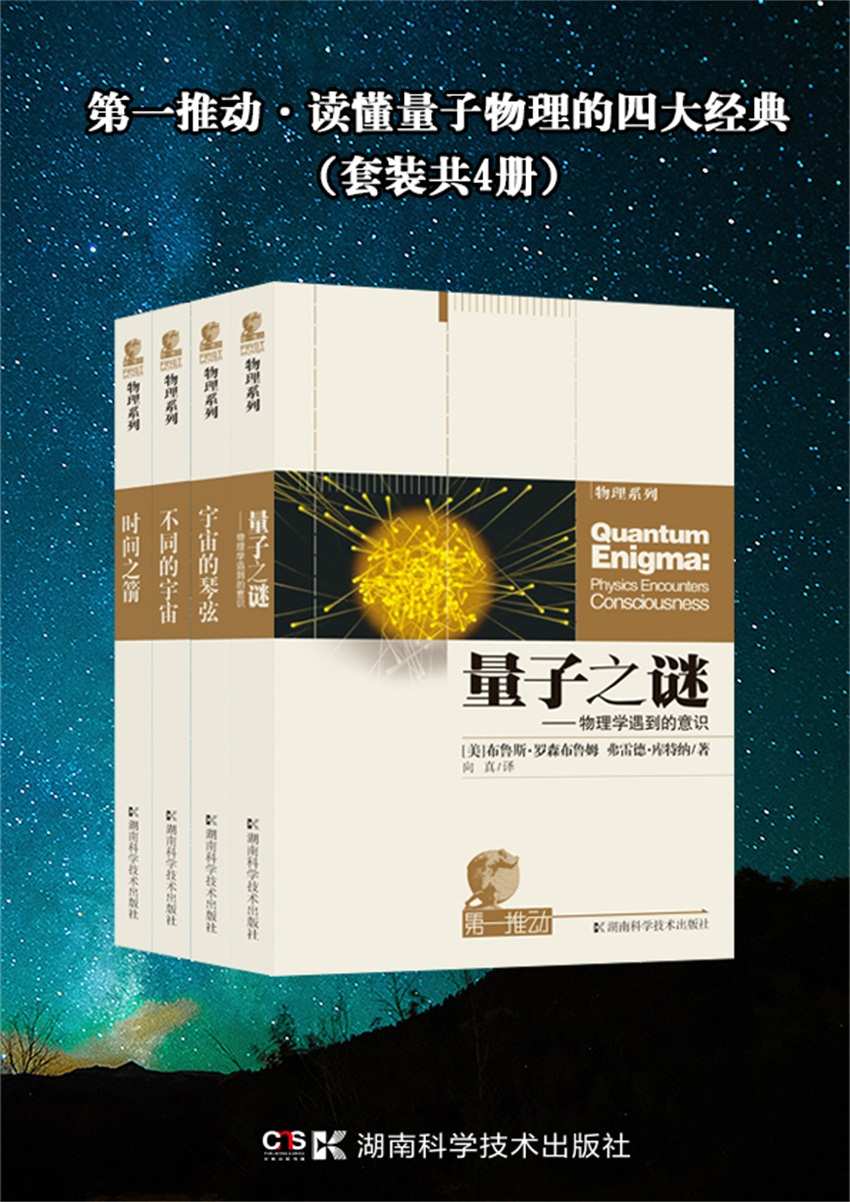 第一推动·读懂量子物理的四大经典
（套装共4册）
物理系列
时间之箭
湖南科学技术出版社
物理系列
不同的宇宙
湖南科学技术出版社
物理系列
宇宙的琴弦
湖南科学技术出版社
物理系列
量子之谜
——物理学遇到的意识
湖南科学技术出版社
物理系列
Quantum
Enigma:
Physics Encounters
Consciousness
量子之谜
——物理学遇到的意识
[美]布鲁斯·罗森布鲁姆 弗雷德·库特纳/著
向 真/译
第一推动
湖南科学技术出版社
湖南科学技术出版社